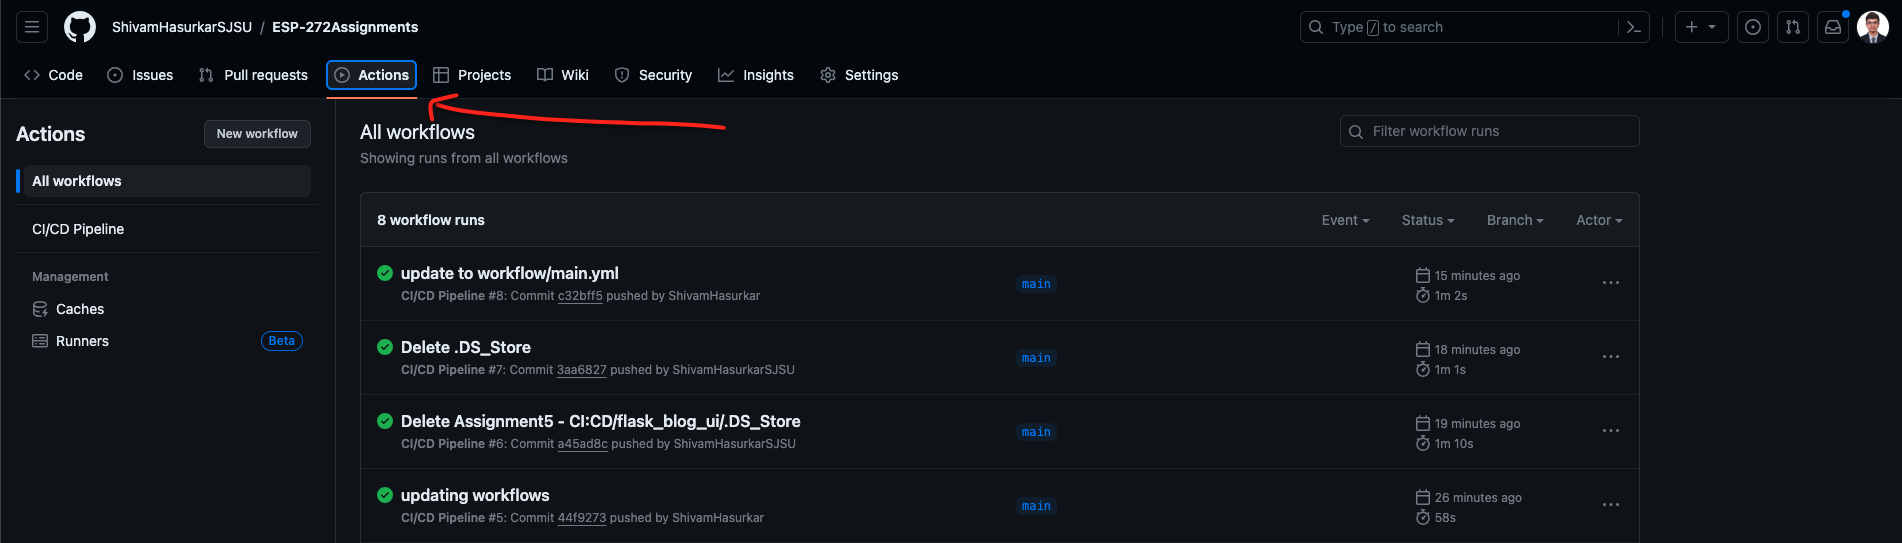 ShivamHasurkarSJSU / ESP-272Assignments
Type / to search
Code Issues Pull requests Actions Projects Wiki Security Insights Settings
Actions
New workflow
All workflows
CI/CD Pipeline
Management
Caches
Runners Beta
All workflows
Showing runs from all workflows
Filter workflow runs
8 workflow runs Event Status Branch Actor
update to workflow/main.yml
CI/CD Pipeline #8: Commit c32bff5 pushed by ShivamHasurkar
main
15 minutes ago
1m 2s
Delete .DS_Store
CI/CD Pipeline #7: Commit 3aa6827 pushed by ShivamHasurkarSJSU
main
18 minutes ago
1m 1s
Delete Assignment5 - CI:CD/flask_blog_ui/.DS_Store
CI/CD Pipeline #6: Commit a45ad8c pushed by ShivamHasurkarSJSU
main
19 minutes ago
1m 10s
updating workflows
CI/CD Pipeline #5: Commit 44f9273 pushed by ShivamHasurkar
main
26 minutes ago
58s